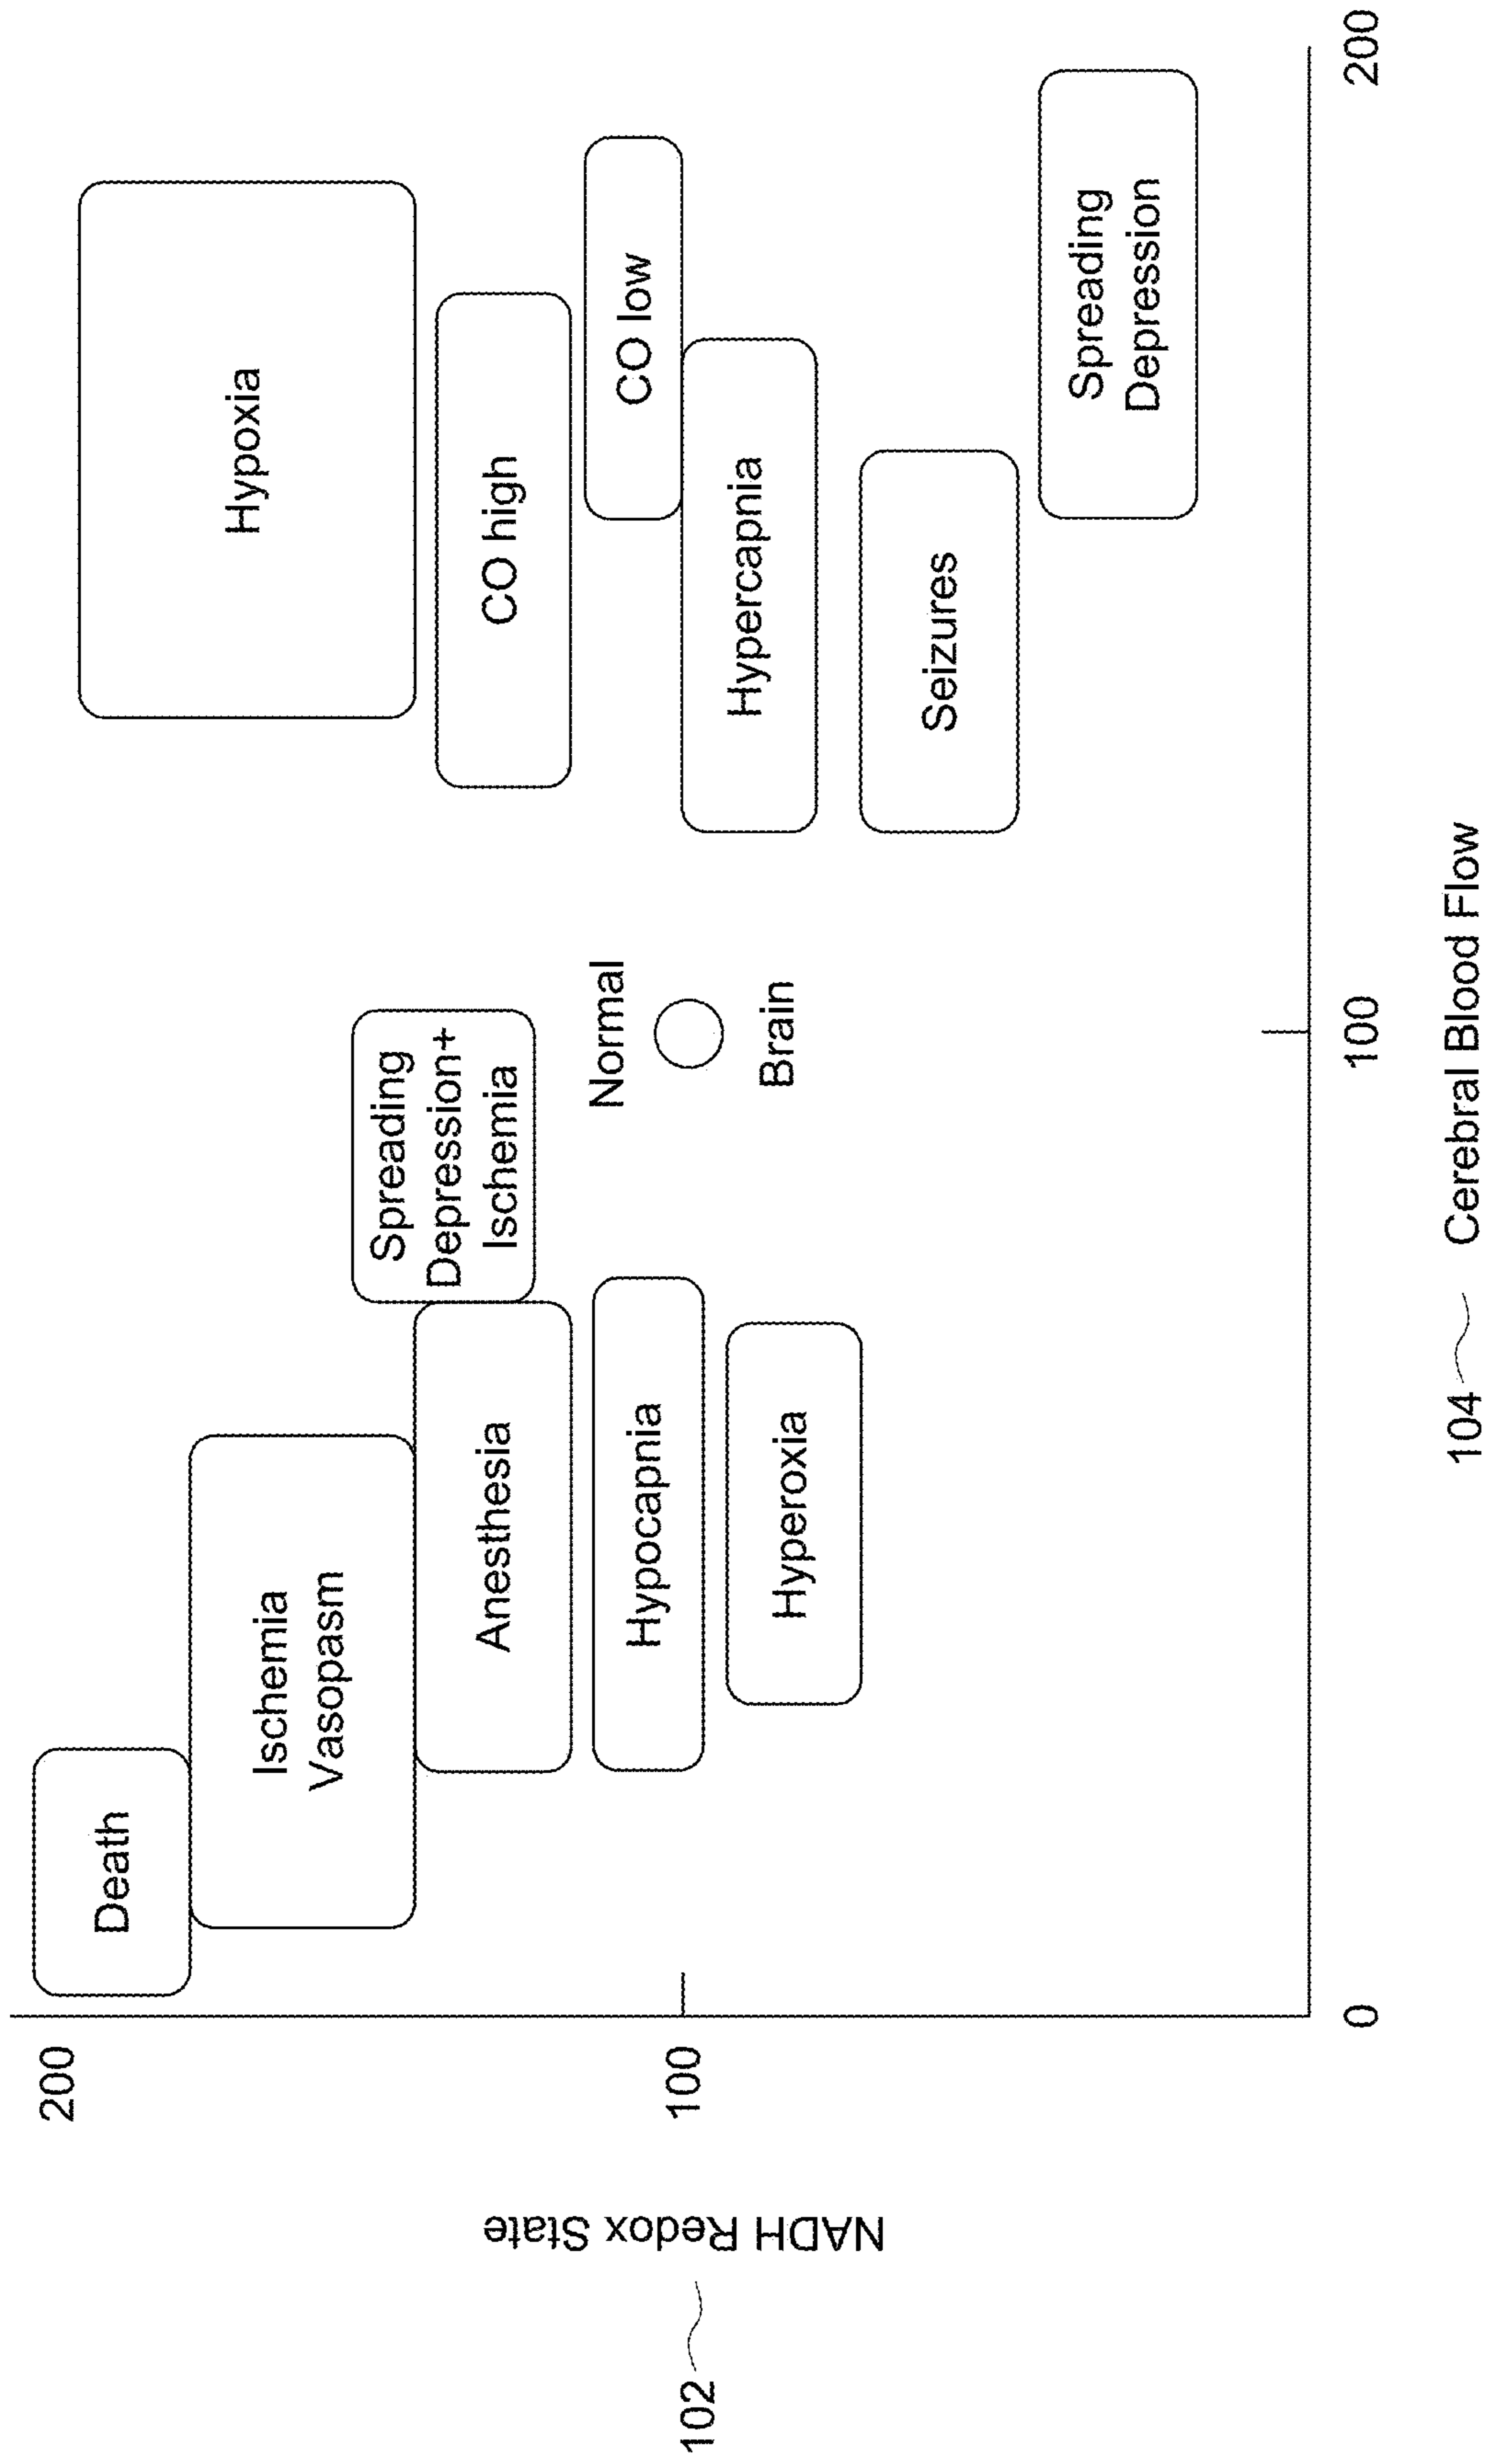 200
100
NADH Redox State
102
Death
Ischemia
Vasopasm
Anesthesia
Hypocapnia
Hyperoxia
Spreading
Depression+
Ischemia
Normal
Brain
Hypoxia
CO high
CO low
Hypercapnia
Seizures
Spreading
Depression
0
100
200
104
Cerebral Blood Flow